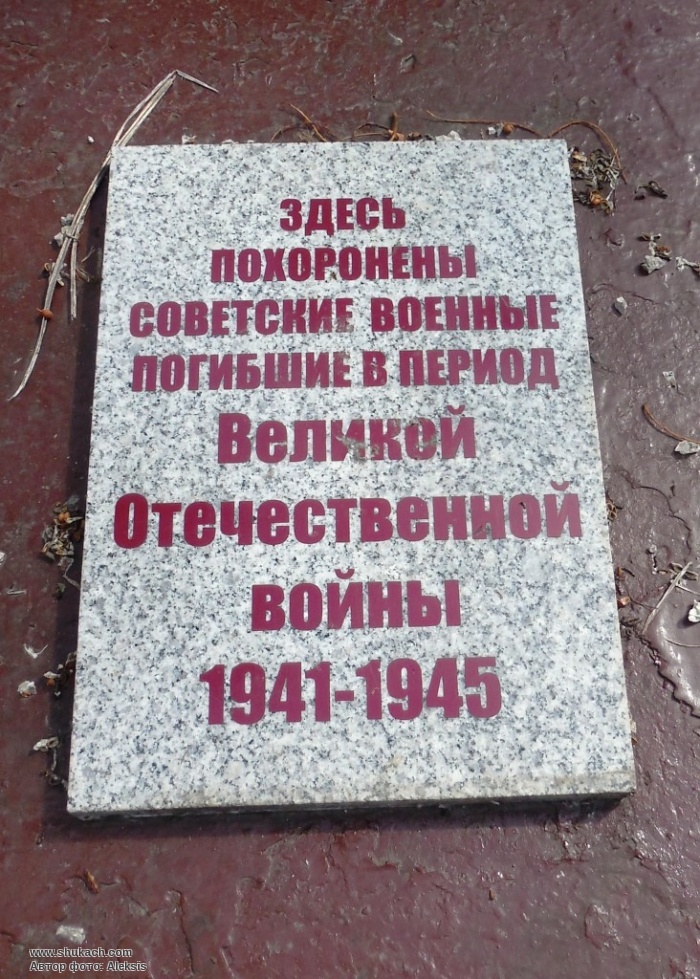 ЗДЕСЬ
ПОХОРОНЕНЫ
СОВЕТСКИЕ ВОЕННЫЕ
ПОГИБШИЕ В ПЕРИОД
Великой
Отечественной
войны
1941-1945
www.shukach.com
Автор фото: Aleksis